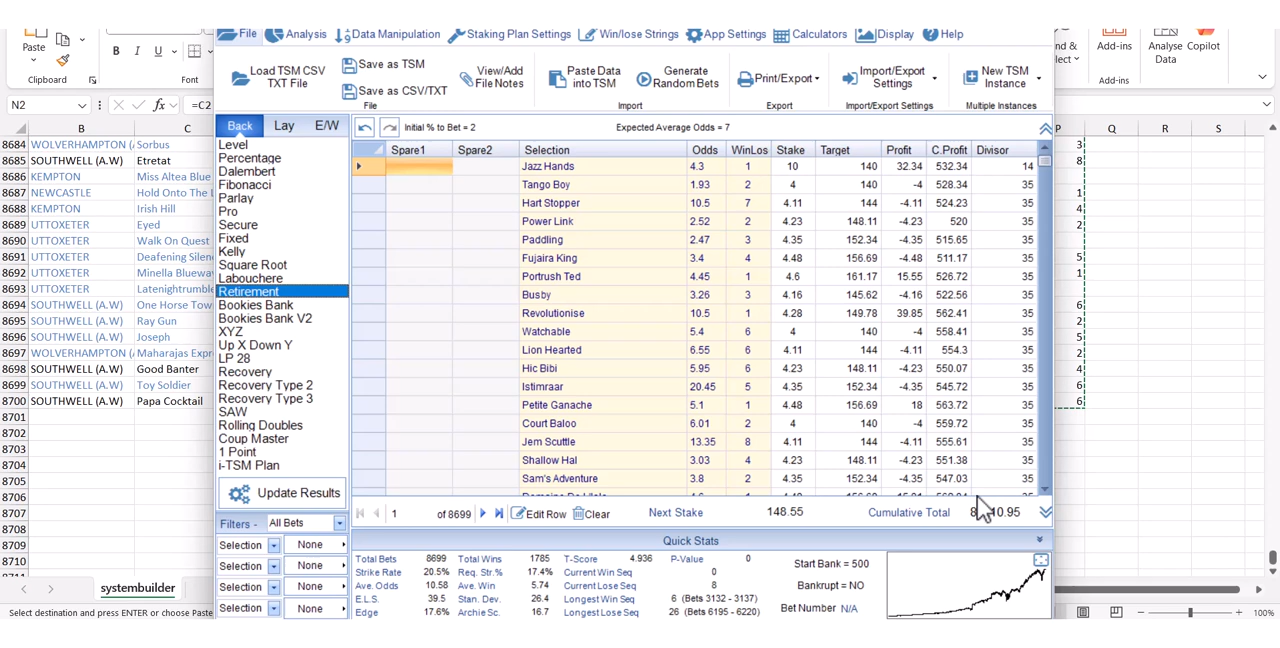 File Analysis Data Manipulation Staking Plan Settings Win/lose Strings App Settings Calculators Display Help
Paste
B I U
Clipboard Font
Load TSM CSV TXT File
Save as TSM
Save as CSV/TXT
View/Add File Notes
Paste Data into TSM
Generate Random Bets
Print/Export
Import/Export Settings
New TSM Instance
File Import Export Import/Export Settings Multiple Instances
Add-ins Analyse Data Copilot
Add-ins
N2 fx =C2
Back Lay E/W Initial % to Bet = 2 Expected Average Odds = 7
B C P Q R S
8684 WOLVERHAMPTON (A Sorbus 3
8685 SOUTHWELL (A.W) Etretat 8
8686 KEMPTON Miss Altea Blue
8687 NEWCASTLE Hold Onto The L 1
8688 KEMPTON Irish Hill 4
8689 UTTOXETER Eyed 2
8690 UTTOXETER Walk On Quest
8691 UTTOXETER Deafening Silen 5
8692 UTTOXETER Minella Bluewa 1
8693 UTTOXETER Latenightrumble
8694 SOUTHWELL (A.W) One Horse Tow 6
8695 SOUTHWELL (A.W) Ray Gun 2
8696 SOUTHWELL (A.W) Joseph 5
8697 WOLVERHAMPTON (A Maharajas Expr 2
8698 SOUTHWELL (A.W) Good Banter 4
8699 SOUTHWELL (A.W) Toy Soldier 6
8700 SOUTHWELL (A.W) Papa Cocktail 6
8701
8702
8703
8704
8705
8706
8707
8708
8709
8710
Level
Percentage
Dalembert
Fibonacci
Parlay
Pro
Secure
Fixed
Kelly
Square Root
Labouchere
Retirement
Bookies Bank
Bookies Bank V2
XYZ
Up X Down Y
LP 28
Recovery
Recovery Type 2
Recovery Type 3
SAW
Rolling Doubles
Coup Master
1 Point
i-TSM Plan
Update Results
Spare1 Spare2 Selection Odds WinLos Stake Target Profit C.Profit Divisor
Jazz Hands 4.3 1 10 140 32.34 532.34 14
Tango Boy 1.93 2 4 140 -4 528.34 35
Hart Stopper 10.5 7 4.11 144 -4.11 524.23 35
Power Link 2.52 2 4.23 148.11 -4.23 520 35
Paddling 2.47 3 4.35 152.34 -4.35 515.65 35
Fujaira King 3.4 4 4.48 156.69 -4.48 511.17 35
Portrush Ted 4.45 1 4.6 161.17 15.55 526.72 35
Busby 3.26 3 4.16 145.62 -4.16 522.56 35
Revolutionise 10.5 1 4.28 149.78 39.85 562.41 35
Watchable 5.4 6 4 140 -4 558.41 35
Lion Hearted 6.55 6 4.11 144 -4.11 554.3 35
Hic Bibi 5.95 6 4.23 148.11 -4.23 550.07 35
Istimraar 20.45 5 4.35 152.34 -4.35 545.72 35
Petite Ganache 5.1 1 4.48 156.69 18 563.72 35
Court Baloo 6.01 2 4 140 -4 559.72 35
Jem Scuttle 13.35 8 4.11 144 -4.11 555.61 35
Shallow Hal 3.03 4 4.23 148.11 -4.23 551.38 35
Sam's Adventure 3.8 2 4.35 152.34 -4.35 547.03 35
1 of 8699 Edit Row Clear Next Stake 148.55 Cumulative Total 8 10.95
Filters - All Bets
Selection None
Selection None
Selection None
Selection None
Quick Stats
Total Bets 8699 Total Wins 1785 T-Score 4.936 P-Value 0
Strike Rate 20.5% Req. Str.% 17.4% Current Win Seq 0
Ave. Odds 10.58 Ave. Win 5.74 Current Lose Seq 8
E.L.S. 39.5 Stan. Dev. 26.4 Longest Win Seq 6 (Bets 3132 - 3137)
Edge 17.6% Archie Sc. 16.7 Longest Lose Seq 26 (Bets 6195 - 6220)
Start Bank = 500
Bankrupt = NO
Bet Number N/A
systembuilder
Select destination and press ENTER or choose Paste
100%